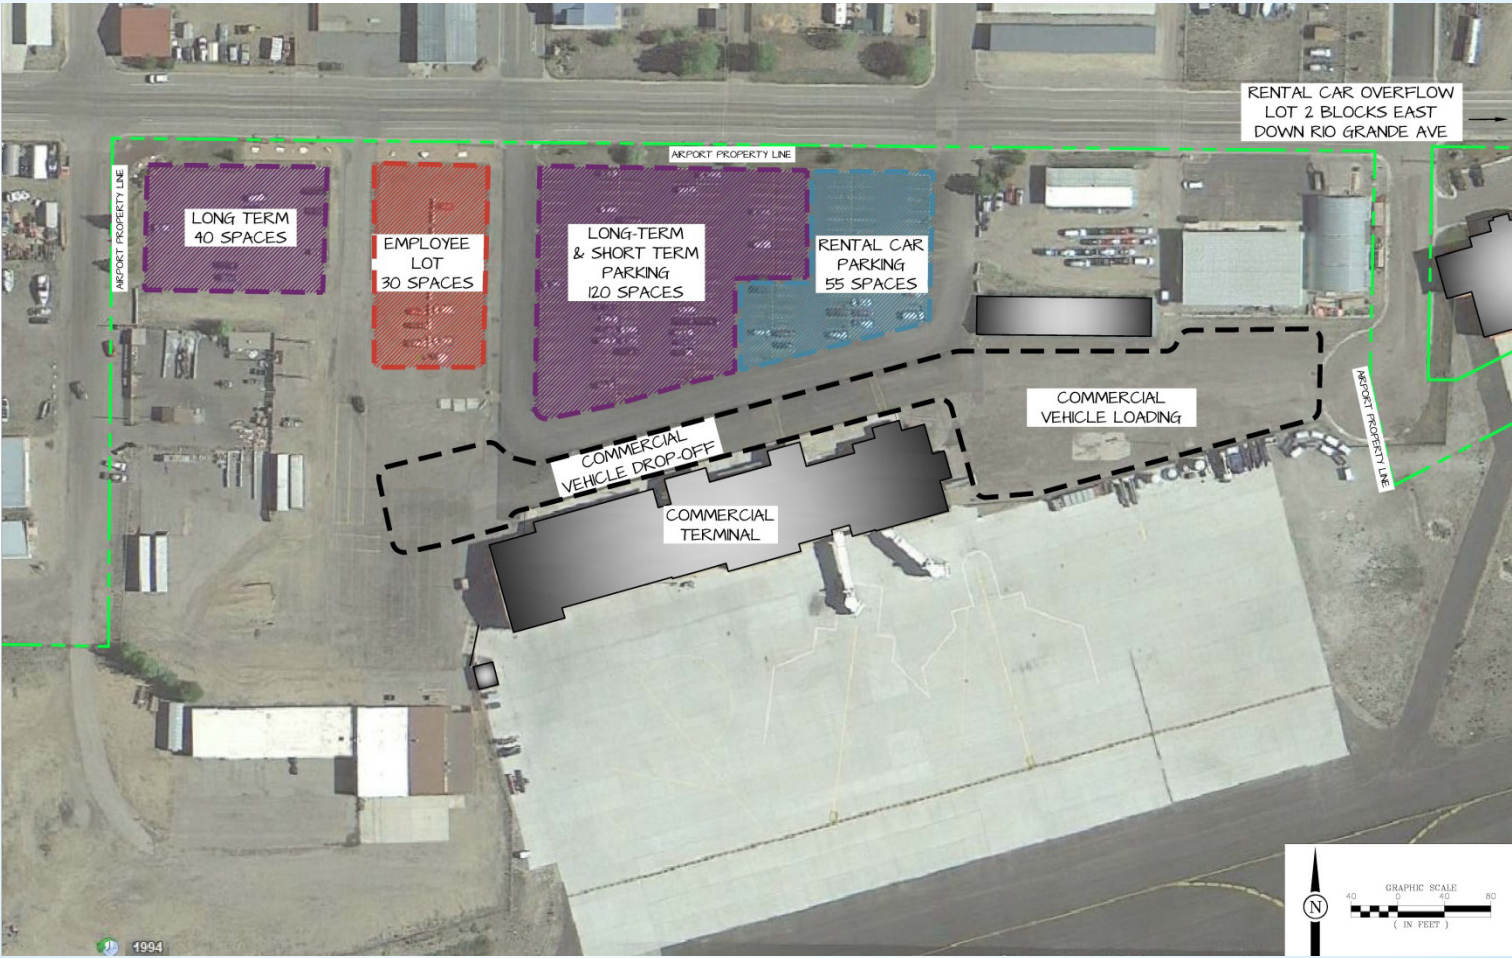 RENTAL CAR OVERFLOW
LOT 2 BLOCKS EAST
DOWN RIO GRANDE AVE
AIRPORT PROPERTY LINE
AIRPORT PROPERTY LINE
LONG TERM
40 SPACES
EMPLOYEE
LOT
30 SPACES
LONG-TERM
& SHORT TERM
PARKING
120 SPACES
RENTAL CAR
PARKING
55 SPACES
COMMERCIAL
VEHICLE LOADING
AIRPORT PROPERTY LINE
COMMERCIAL
VEHICLE DROP-OFF
COMMERCIAL
TERMINAL
N
GRAPHIC SCALE
40 0 40 80
( IN FEET )
1994